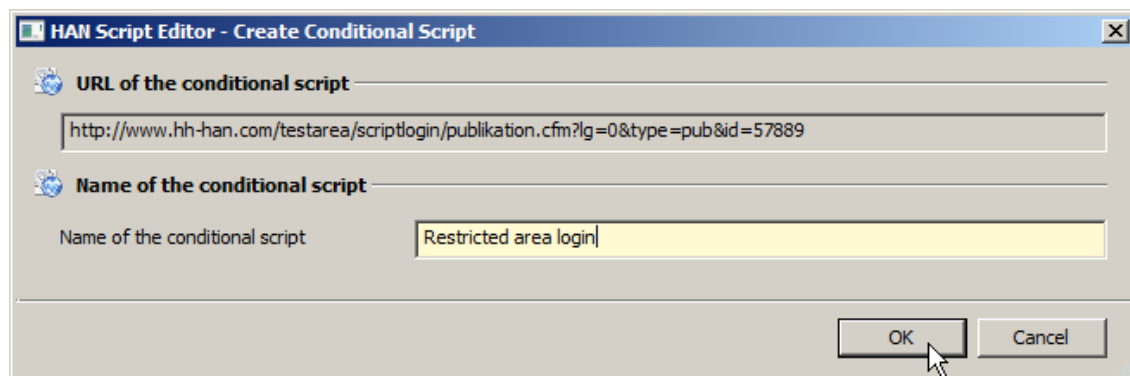 HAN Script Editor - Create Conditional Script
URL of the conditional script
http://www.hh-han.com/testarea/scriptlogin/publikation.cfm?lg=0&type=pub&id=57889
Name of the conditional script
Name of the conditional script Restricted area login
OK Cancel